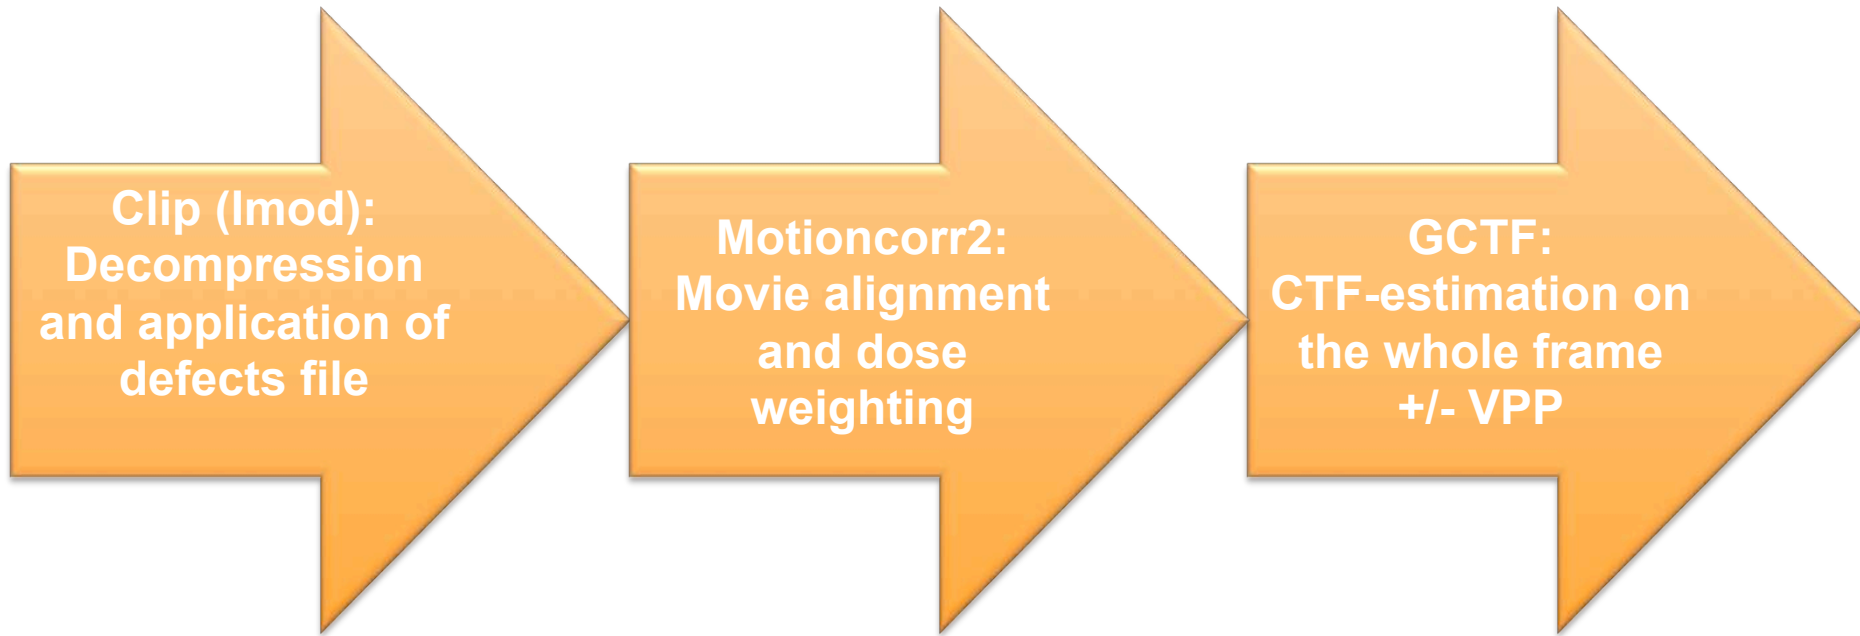 Clip (Imod):
Decompression
and application of
defects file
Motioncorr2:
Movie alignment
and dose
weighting
GCTF:
CTF-estimation on
the whole frame
+/- VPP